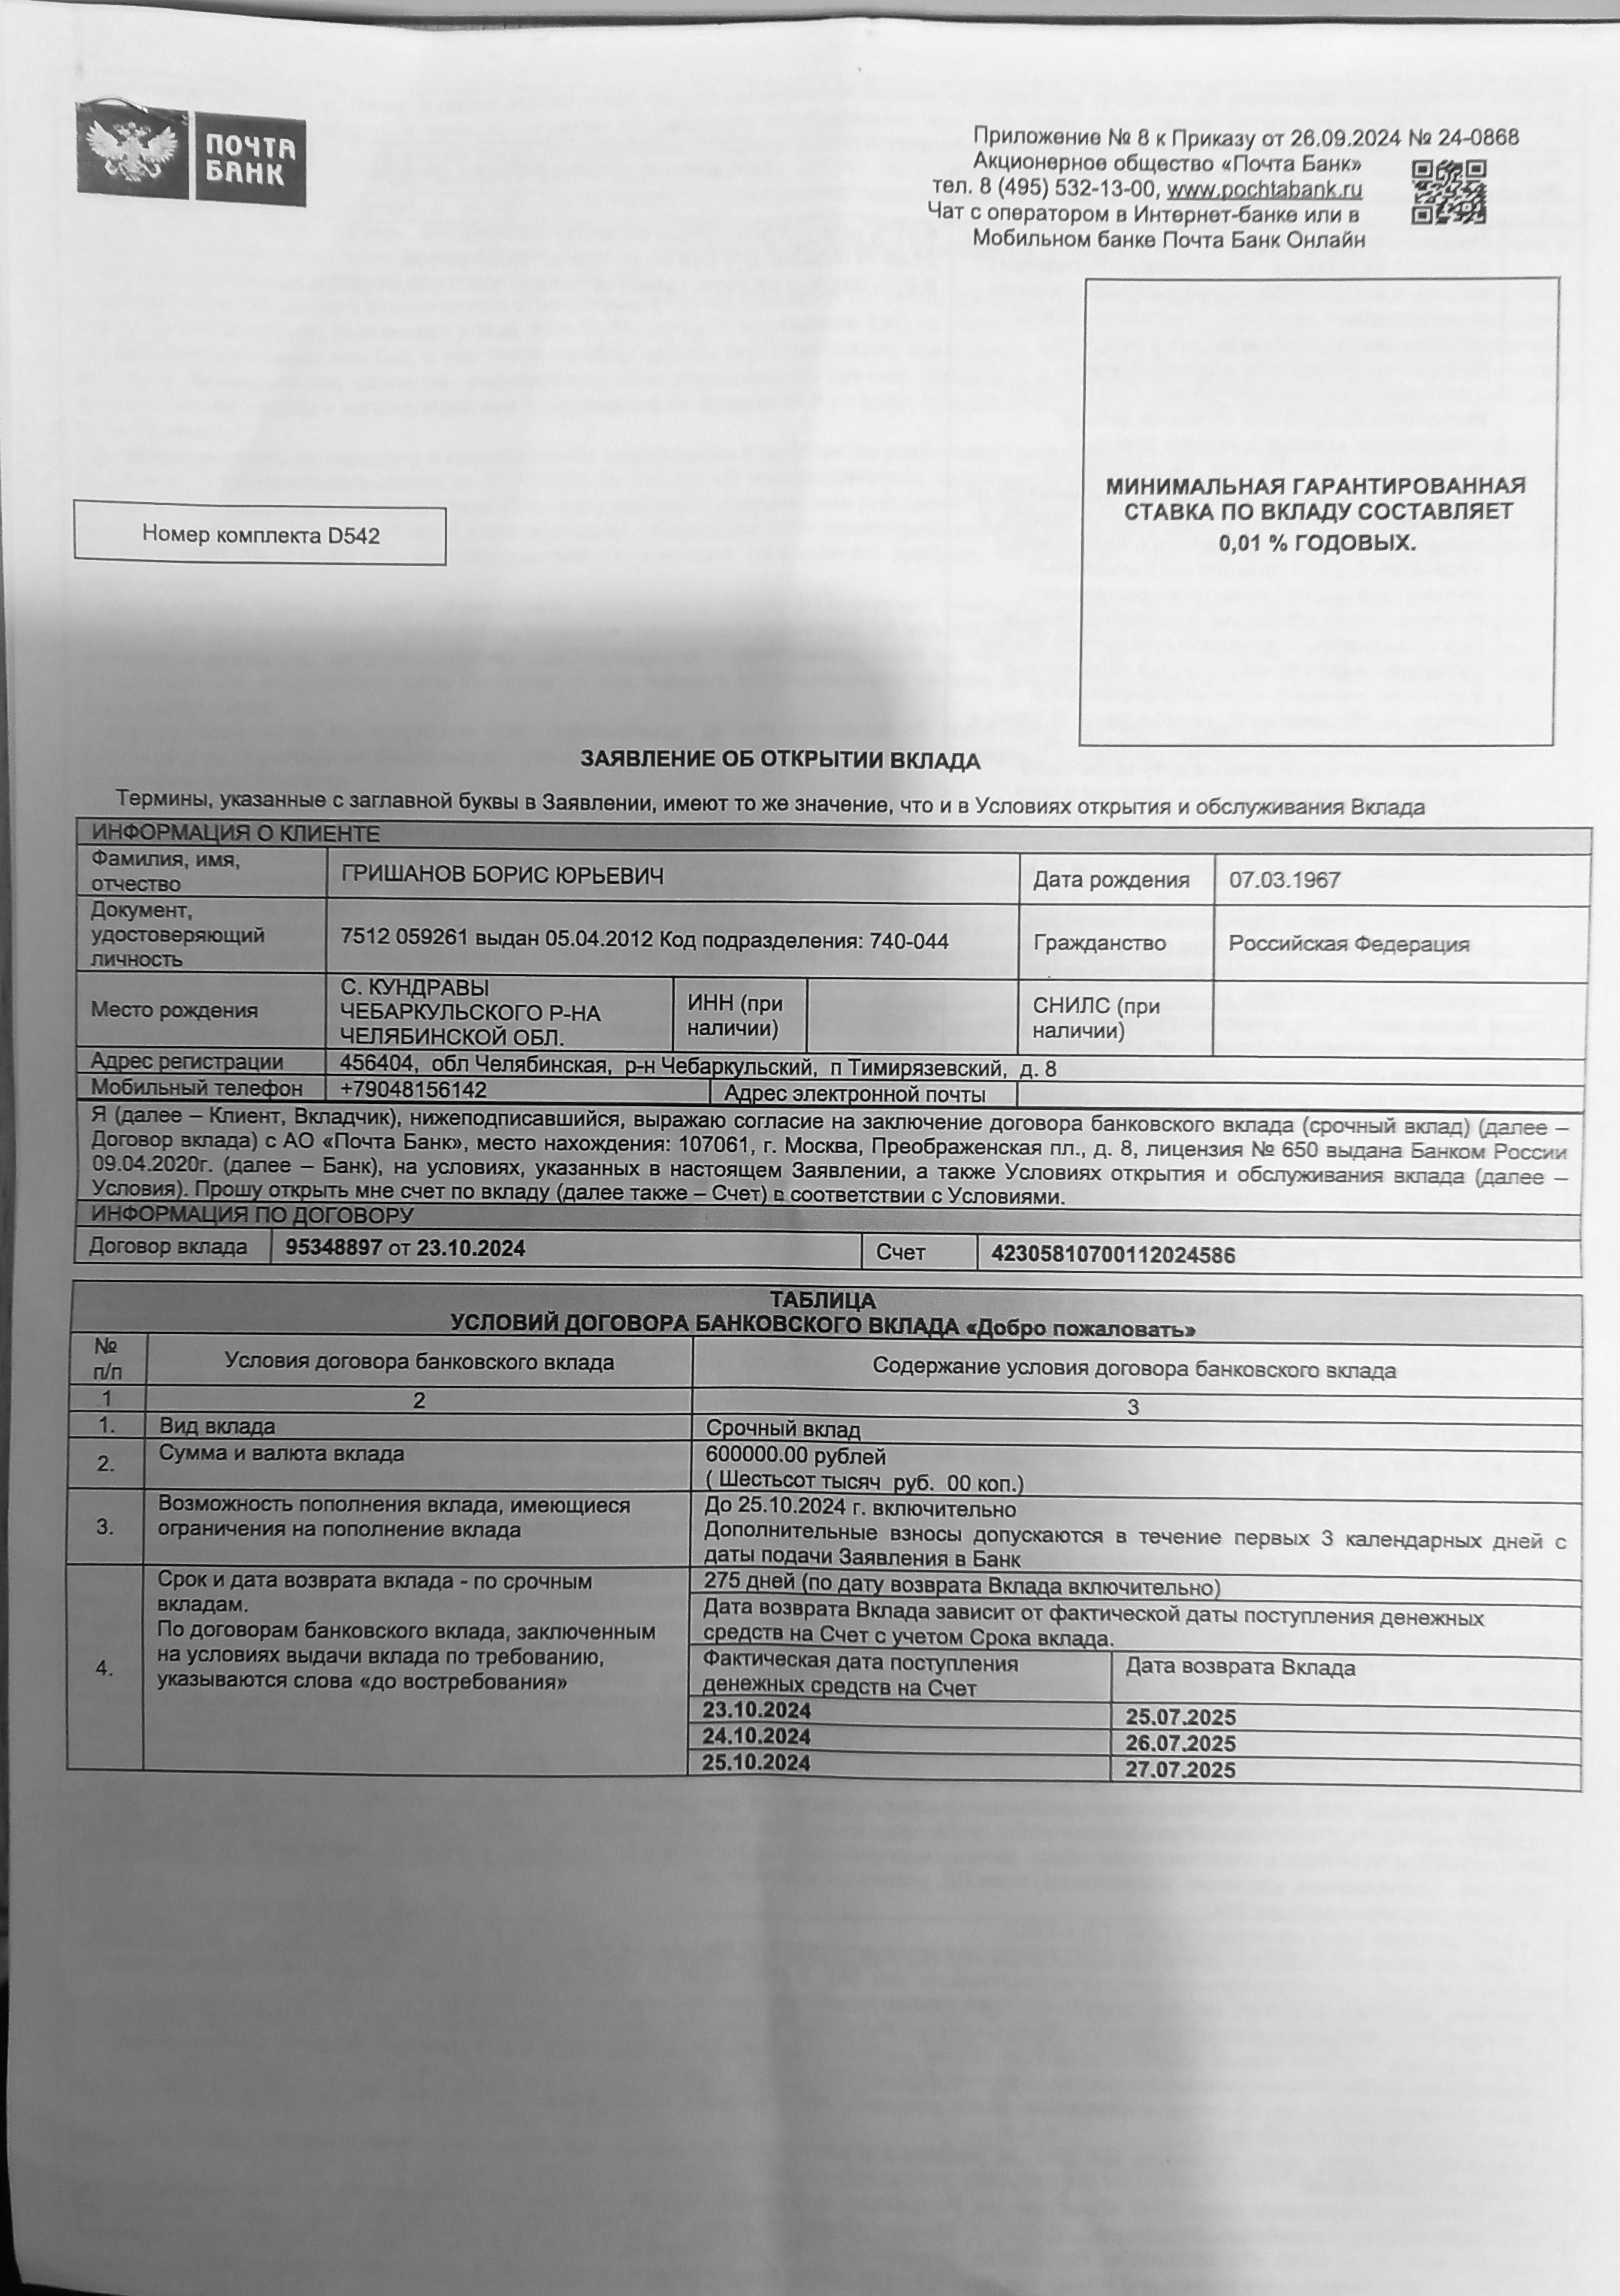 ПОЧТА
БАНК
Приложение № 8 к Приказу от 26.09.2024 № 24-0868
Акционерное общество «Почта Банк»
тел. 8 (495) 532-13-00, www.pochtabank.ru
Чат с оператором в Интернет-банке или в
Мобильном банке Почта Банк Онлайн
МИНИМАЛЬНАЯ ГАРАНТИРОВАННАЯ
СТАВКА ПО ВКЛАДУ СОСТАВЛЯЕТ
0,01 % ГОДОВЫХ.
Номер комплекта D542
ЗАЯВЛЕНИЕ ОБ ОТКРЫТИИ ВКЛАДА
Термины, указанные с заглавной буквы в Заявлении, имеют то же значение, что и в Условиях открытия и обслуживания Вклада
ИНФОРМАЦИЯ О КЛИЕНТЕ
Фамилия, имя,
отчество
ГРИШАНОВ БОРИС ЮРЬЕВИЧ
Дата рождения
07.03.1967
Документ,
удостоверяющий
личность
7512 059261 выдан 05.04.2012 Код подразделения: 740-044
Гражданство
Российская Федерация
Место рождения
С. КУНДРАВЫ
ЧЕБАРКУЛЬСКОГО Р-НА
ЧЕЛЯБИНСКОЙ ОБЛ.
ИНН (при
наличии)
СНИЛС (при
наличии)
Адрес регистрации
456404, обл Челябинская, р-н Чебаркульский, п Тимирязевский, д. 8
Мобильный телефон
+79048156142
Адрес электронной почты
Я (далее – Клиент, Вкладчик), нижеподписавшийся, выражаю согласие на заключение договора банковского вклада (срочный вклад) (далее –
Договор вклада) с АО «Почта Банк», место нахождения: 107061, г. Москва, Преображенская пл., д. 8, лицензия № 650 выдана Банком России
09.04.2020г. (далее – Банк), на условиях, указанных в настоящем Заявлении, а также Условиях открытия и обслуживания вклада (далее –
Условия). Прошу открыть мне счет по вкладу (далее также – Счет) в соответствии с Условиями.
ИНФОРМАЦИЯ ПО ДОГОВОРУ
Договор вклада
95348897 от 23.10.2024
Счет
42305810700112024586
ТАБЛИЦА
УСЛОВИЙ ДОГОВОРА БАНКОВСКОГО ВКЛАДА «Добро пожаловать»
№
п/п
Условия договора банковского вклада
Содержание условия договора банковского вклада
1
2
3
1.
Вид вклада
Срочный вклад
2.
Сумма и валюта вклада
600000.00 рублей
( Шестьсот тысяч руб. 00 коп.)
3.
Возможность пополнения вклада, имеющиеся
ограничения на пополнение вклада
До 25.10.2024 г. включительно
Дополнительные взносы допускаются в течение первых 3 календарных дней с
даты подачи Заявления в Банк
4.
Срок и дата возврата вклада - по срочным
вкладам.
По договорам банковского вклада, заключенным
на условиях выдачи вклада по требованию,
указываются слова «до востребования»
275 дней (по дату возврата Вклада включительно)
Дата возврата Вклада зависит от фактической даты поступления денежных
средств на Счет с учетом Срока вклада.
Фактическая дата поступления
денежных средств на Счет
Дата возврата Вклада
23.10.2024
25.07.2025
24.10.2024
26.07.2025
25.10.2024
27.07.2025